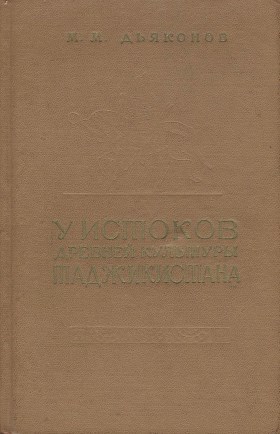 М. М. ДЬЯКОНОВ
У ИСТОКОВ
ДРЕВНЕЙ КУЛЬТУРЫ
ТАДЖИКИСТАНА